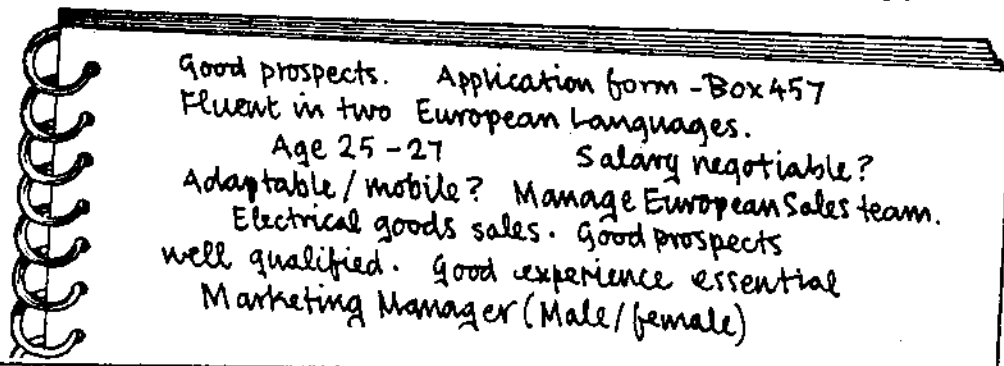 Good prospects. Application form - Box 457
Fluent in two European Languages.
Age 25-27 Salary negotiable?
Adaptable / mobile? Manage European Sales team.
Electrical goods sales. Good prospects
well qualified. Good experience essential
Marketing Manager (Male/female)